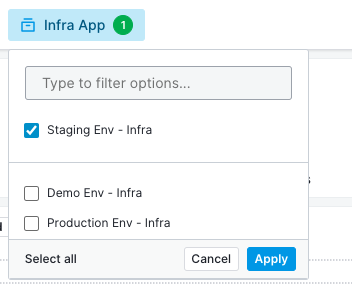 Infra App 1
Type to filter options...
Staging Env - Infra
Demo Env - Infra
Production Env - Infra
Select all Cancel Apply